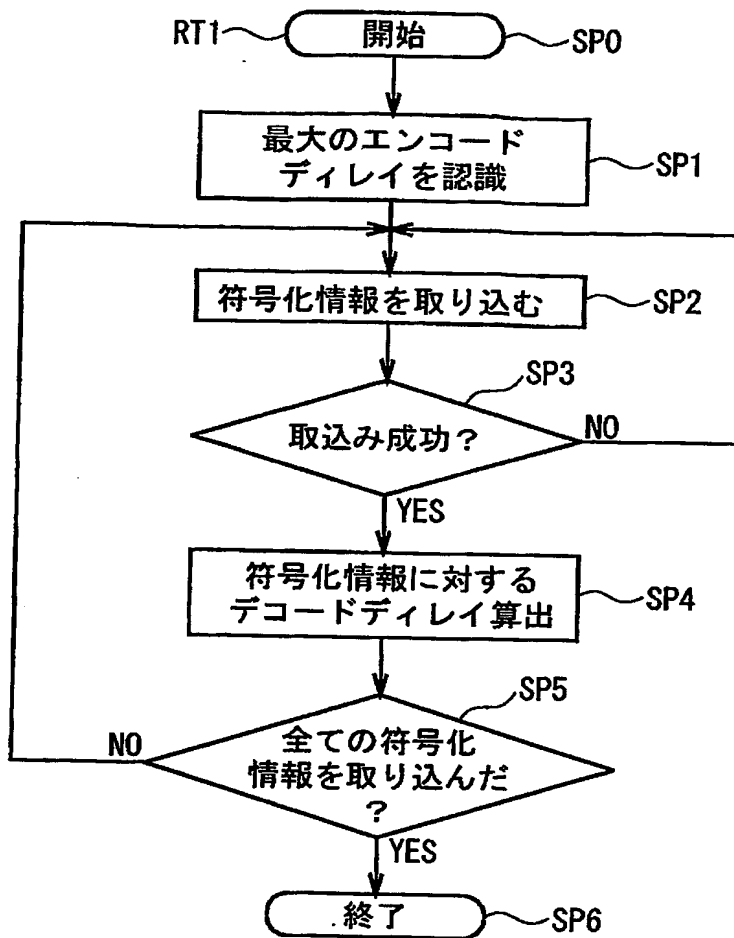 RT1 開始 SP0
最大のエンコード
ディレイを認識 SP1
符号化情報を取り込む SP2
SP3
取込み成功? NO
YES
符号化情報に対する
デコードディレイ算出 SP4
SP5
NO 全ての符号化
情報を取り込んだ
?
YES
終了 SP6